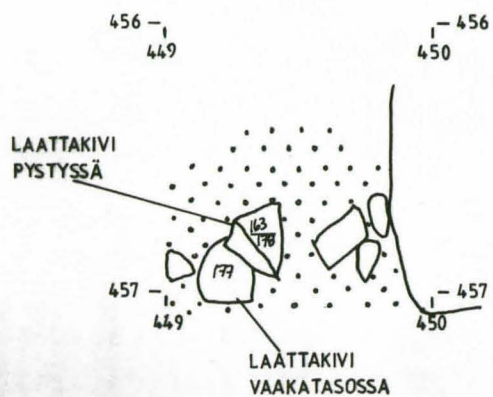 456 – – 456
449 450
LAATTAKIVI
PYSTYSSÄ
163
178
177
457 – – 457
449 450
LAATTAKIVI
VAAKATASOSSA